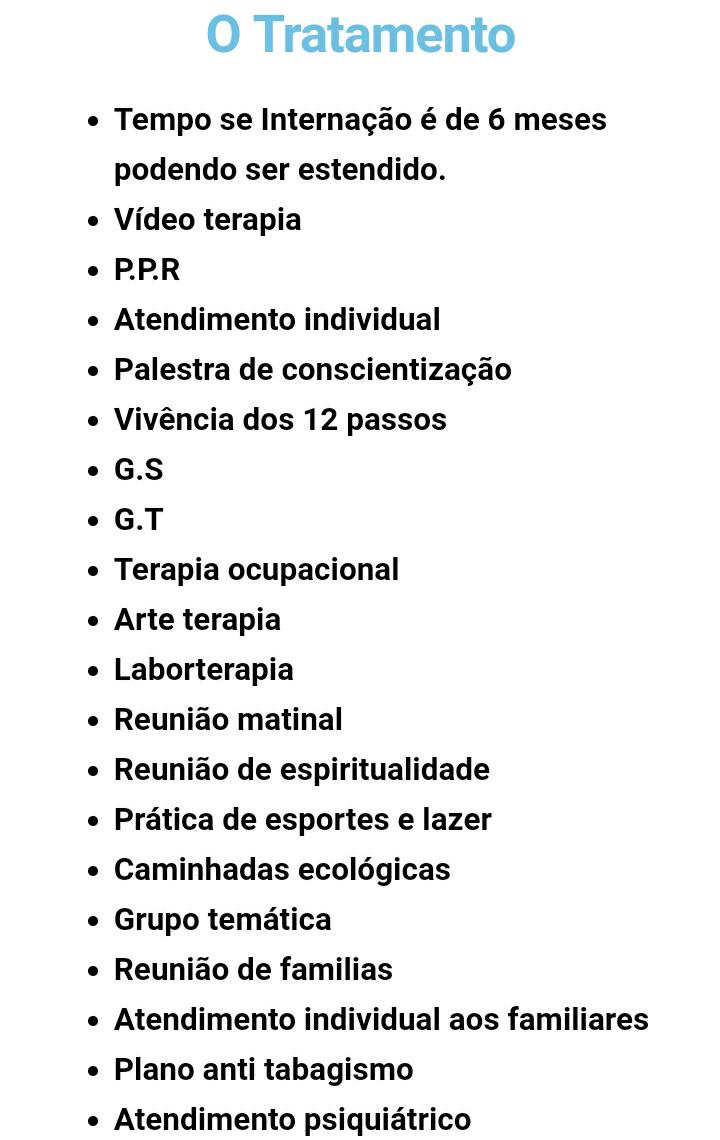 O Tratamento
Tempo se Internação é de 6 meses
podendo ser estendido.
Vídeo terapia
P.P.R
Atendimento individual
Palestra de conscientização
Vivência dos 12 passos
G.S
G.T
Terapia ocupacional
Arte terapia
Laborterapia
Reunião matinal
Reunião de espiritualidade
Prática de esportes e lazer
Caminhadas ecológicas
Grupo temática
Reunião de familias
Atendimento individual aos familiares
Plano anti tabagismo
Atendimento psiquiátrico